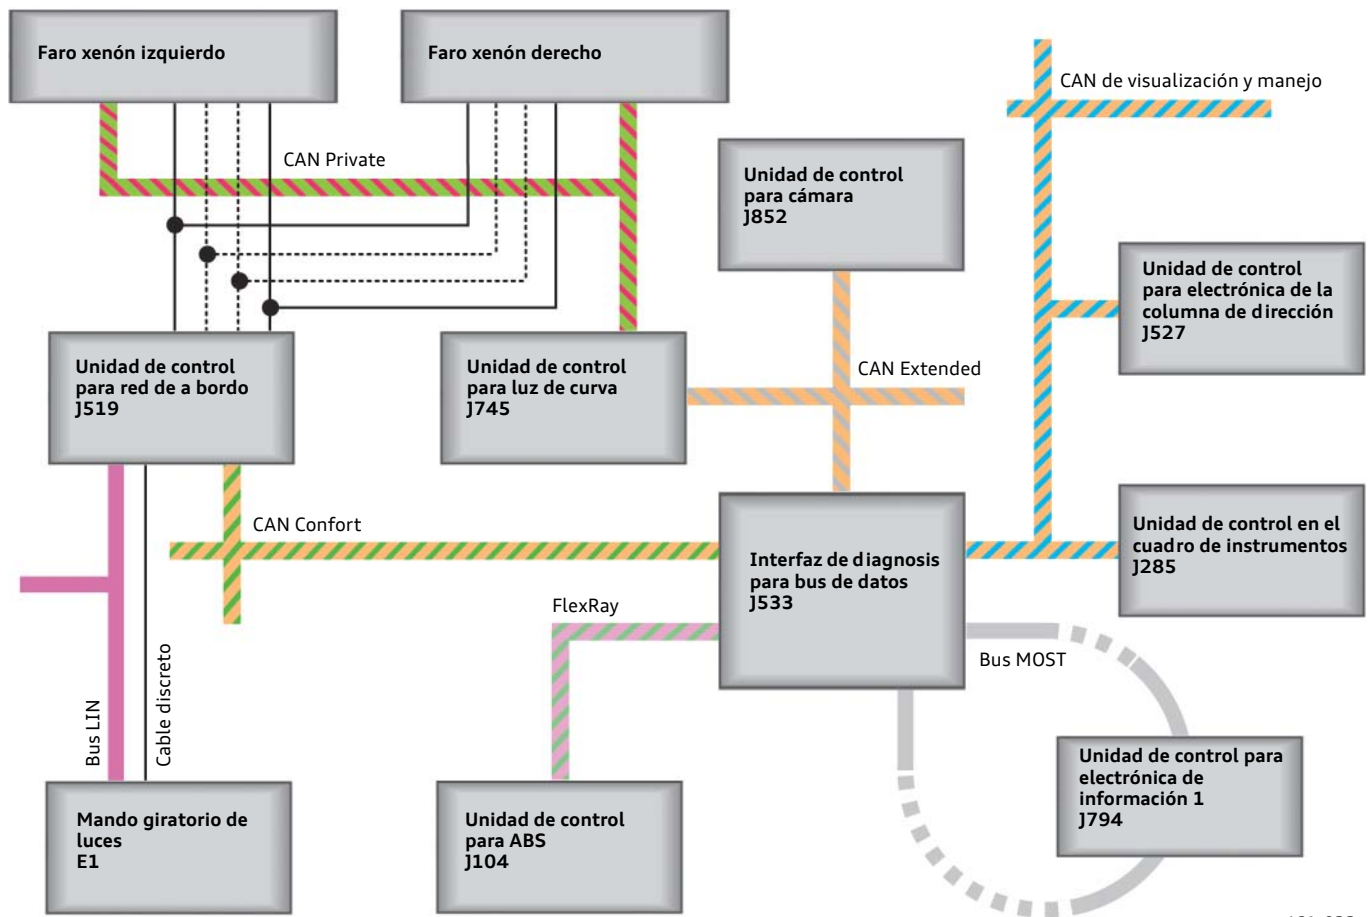 Faro xenón izquierdo
Faro xenón derecho
CAN de visualización y manejo
CAN Private
Unidad de control
para cámara
J852
Unidad de control
para electrónica de la
columna de dirección
J527
Unidad de control
para red de a bordo
J519
Unidad de control
para luz de curva
J745
CAN Extended
CAN Confort
Interfaz de diagnosis
para bus de datos
J533
Unidad de control en el
cuadro de instrumentos
J285
FlexRay
Bus MOST
Bus LIN
Cable discreto
Mando giratorio de
luces
E1
Unidad de control
para ABS
J104
Unidad de control para
electrónica de
información 1
J794